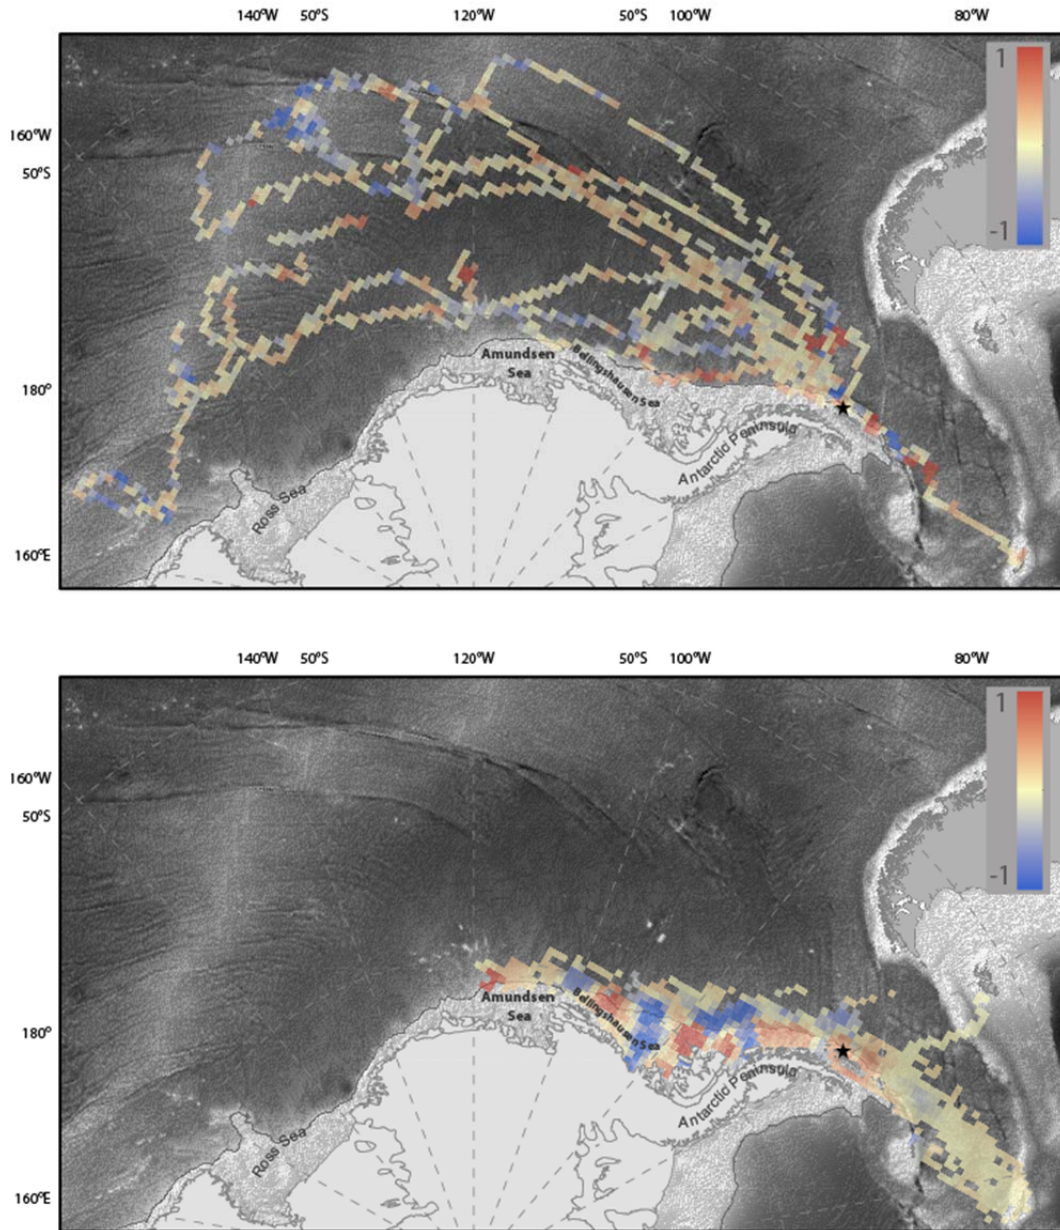 140°W 50°S 120°W 50°S 100°W 80°W
1
160°W
50°S
-1
Amundsen
Sea
Bellingshausen Sea
180°
Antarctic Peninsula
Ross Sea
160°E
140°W 50°S 120°W 50°S 100°W 80°W
1
160°W
50°S
-1
Amundsen
Sea
Bellingshausen Sea
180°
Antarctic Peninsula
Ross Sea
160°E